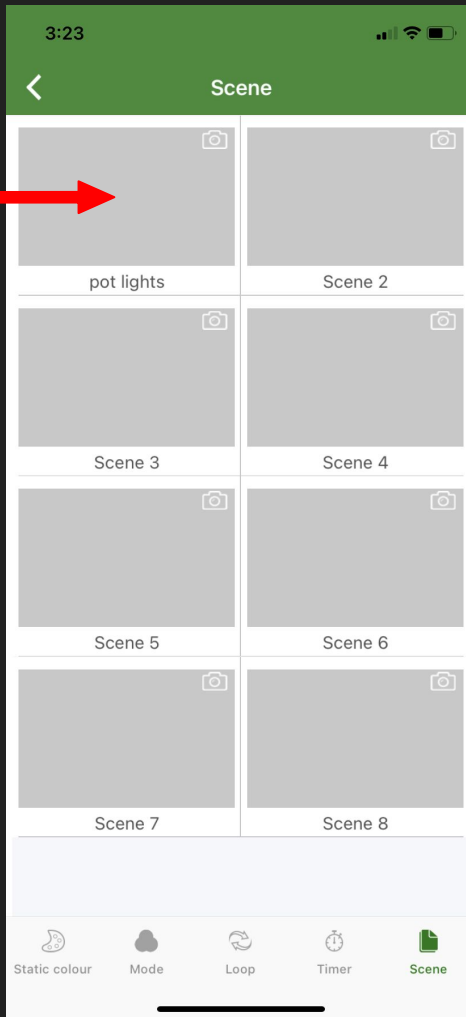 3:23
Scene
pot lights
Scene 2
Scene 3
Scene 4
Scene 5
Scene 6
Scene 7
Scene 8
Static colour Mode Loop Timer Scene